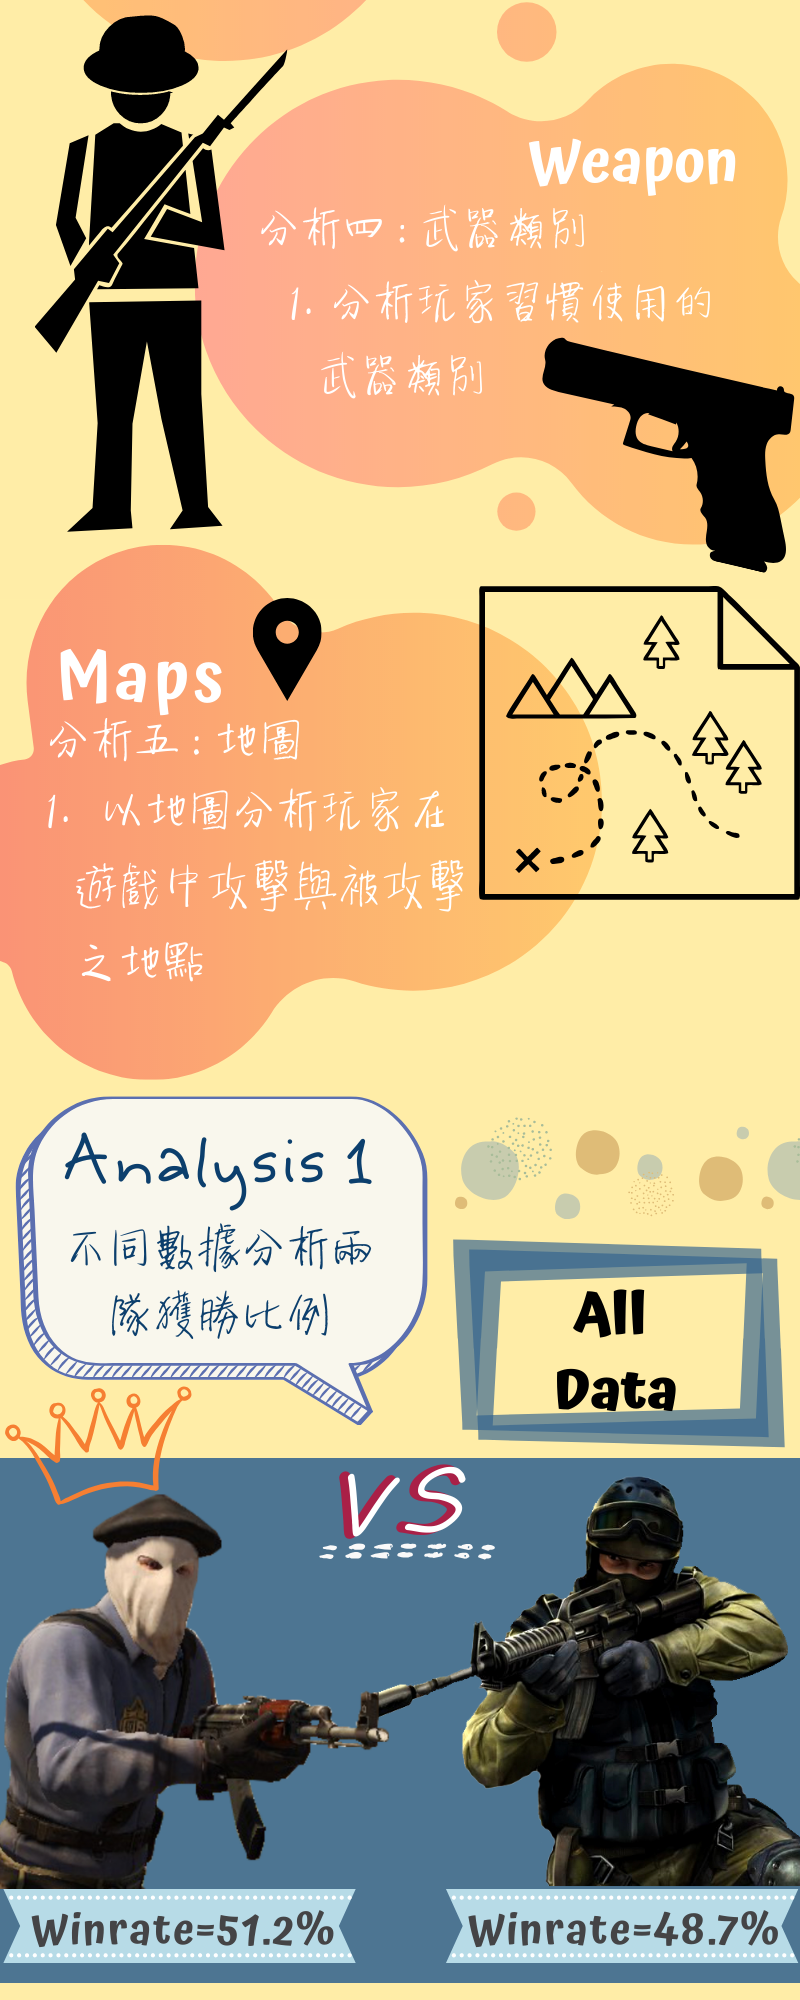 Weapon
分析四：武器類別
1. 分析玩家習慣使用的
武器類別
Maps
分析五：地圖
1. 以地圖分析玩家在
遊戲中攻擊與被攻擊
之地點
Analysis 1
不同數據分析兩
隊獲勝比例
All
Data
VS
Winrate=51.2%
Winrate=48.7%